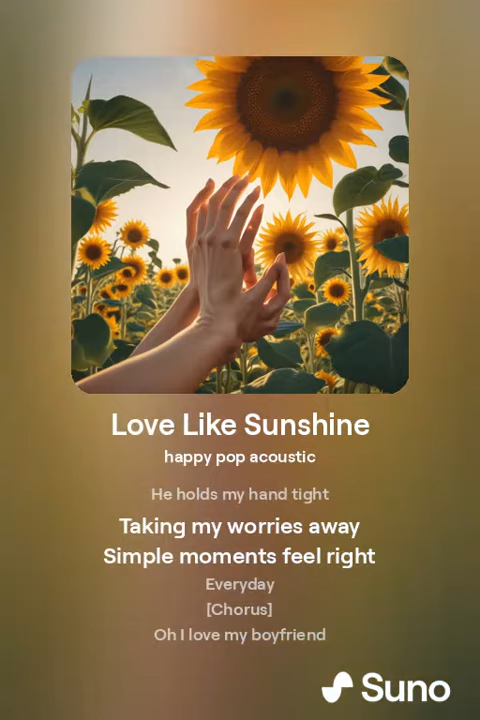 Love Like Sunshine
happy pop acoustic
He holds my hand tight
Taking my worries away
Simple moments feel right
Everyday
[Chorus]
Oh I love my boyfriend
Suno